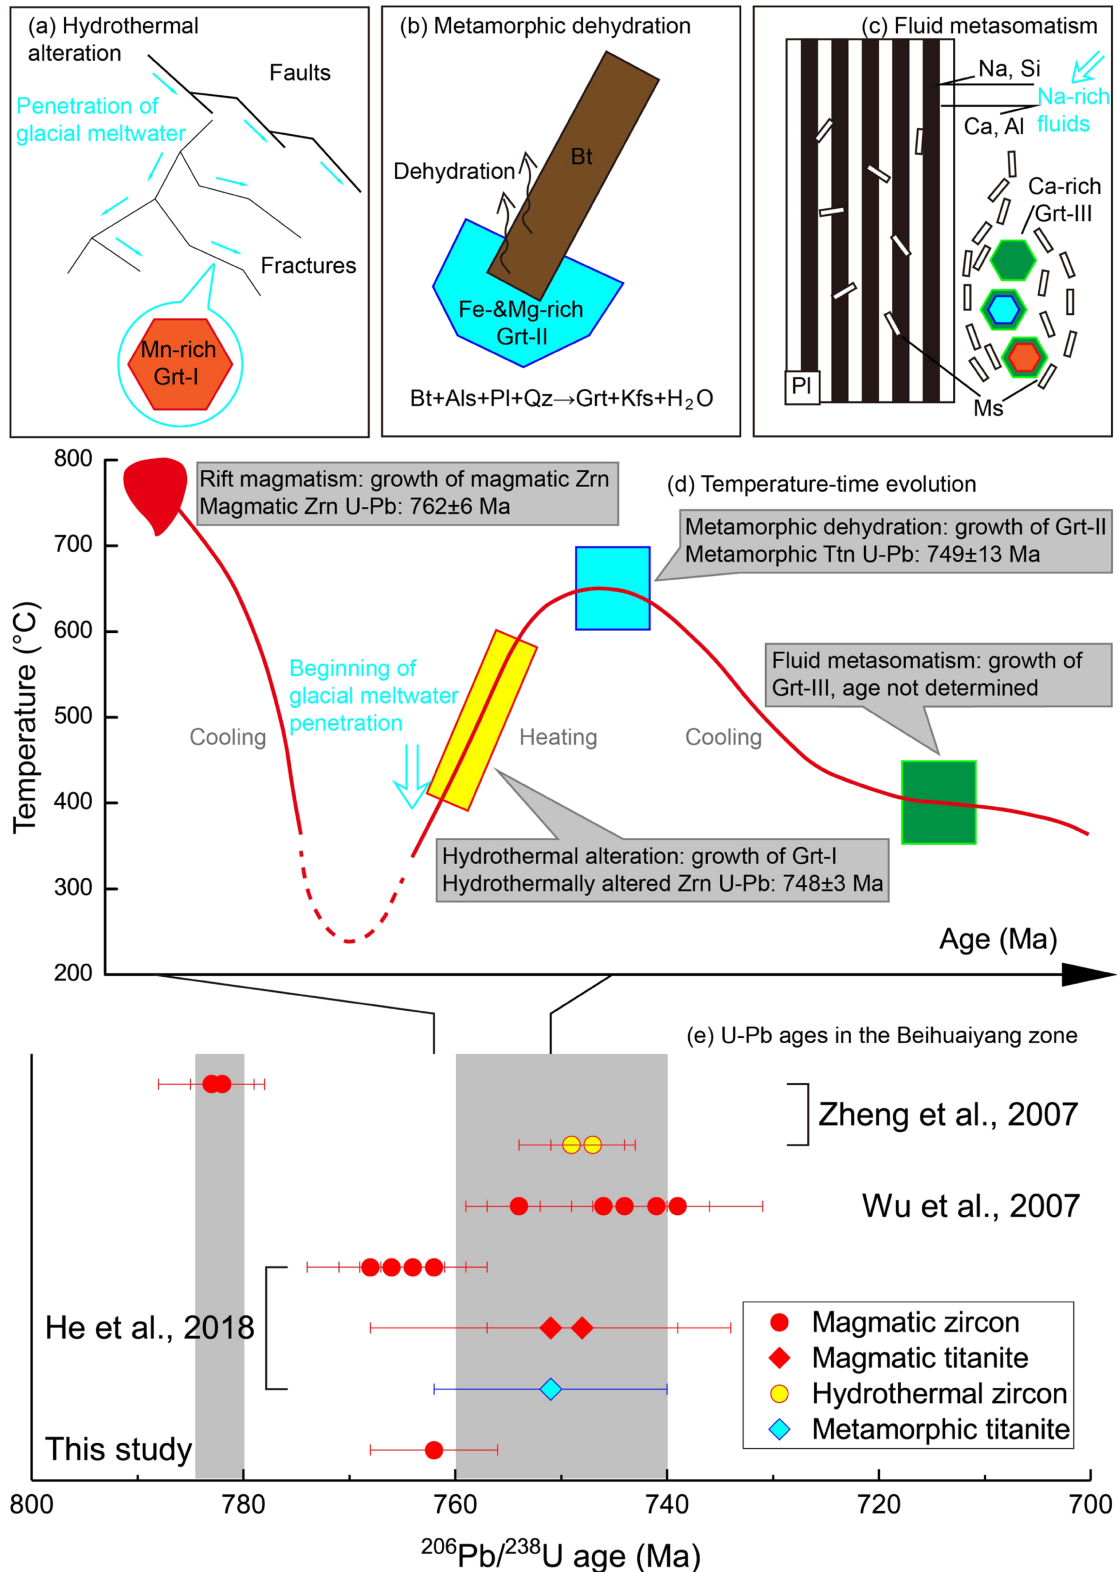 (a) Hydrothermal
alteration
Faults
Penetration of
glacial meltwater
Fractures
Mn-rich
Grt-I
(b) Metamorphic dehydration
Bt
Dehydration
Fe-&Mg-rich
Grt-II
Bt+Als+Pl+Qz→Grt+Kfs+H₂O
(c) Fluid metasomatism
Na, Si
Na-rich
fluids
Ca, Al
Ca-rich
Grt-III
Pl
Ms
(d) Temperature-time evolution
Temperature (°C)
800
700
600
500
400
300
200
Rift magmatism: growth of magmatic Zrn
Magmatic Zrn U-Pb: 762±6 Ma
Metamorphic dehydration: growth of Grt-II
Metamorphic Ttn U-Pb: 749±13 Ma
Fluid metasomatism: growth of
Grt-III, age not determined
Beginning of
glacial meltwater
penetration
Cooling
Heating
Cooling
Hydrothermal alteration: growth of Grt-I
Hydrothermally altered Zrn U-Pb: 748±3 Ma
Age (Ma)
(e) U-Pb ages in the Beihuaiyang zone
Zheng et al., 2007
Wu et al., 2007
He et al., 2018
This study
Magmatic zircon
Magmatic titanite
Hydrothermal zircon
Metamorphic titanite
800
780
760
740
720
700
²⁰⁶Pb/²³⁸U age (Ma)